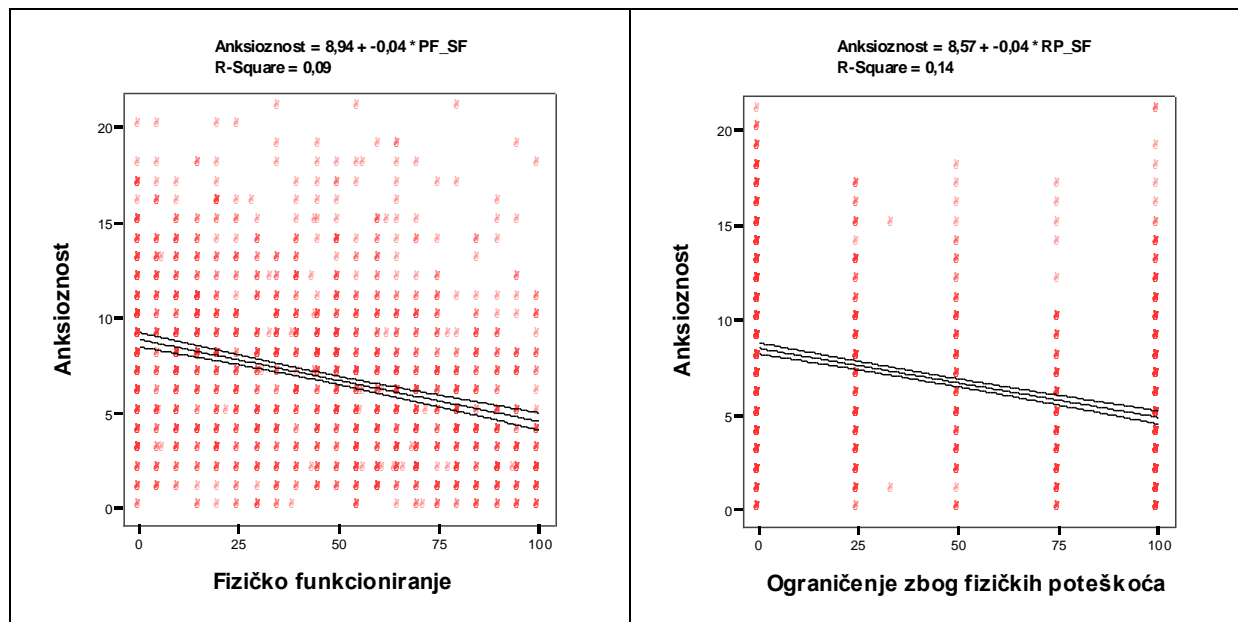 Anksioznost = 8,94 + -0,04 * PF_SF
R-Square = 0,09
20
15
10
5
0
Anksioznost
0 25 50 75 100
Fizičko funkcioniranje
Anksioznost = 8,57 + -0,04 * RP_SF
R-Square = 0,14
20
15
10
5
0
Anksioznost
0 25 50 75 100
Ograničenje zbog fizičkih poteškoća